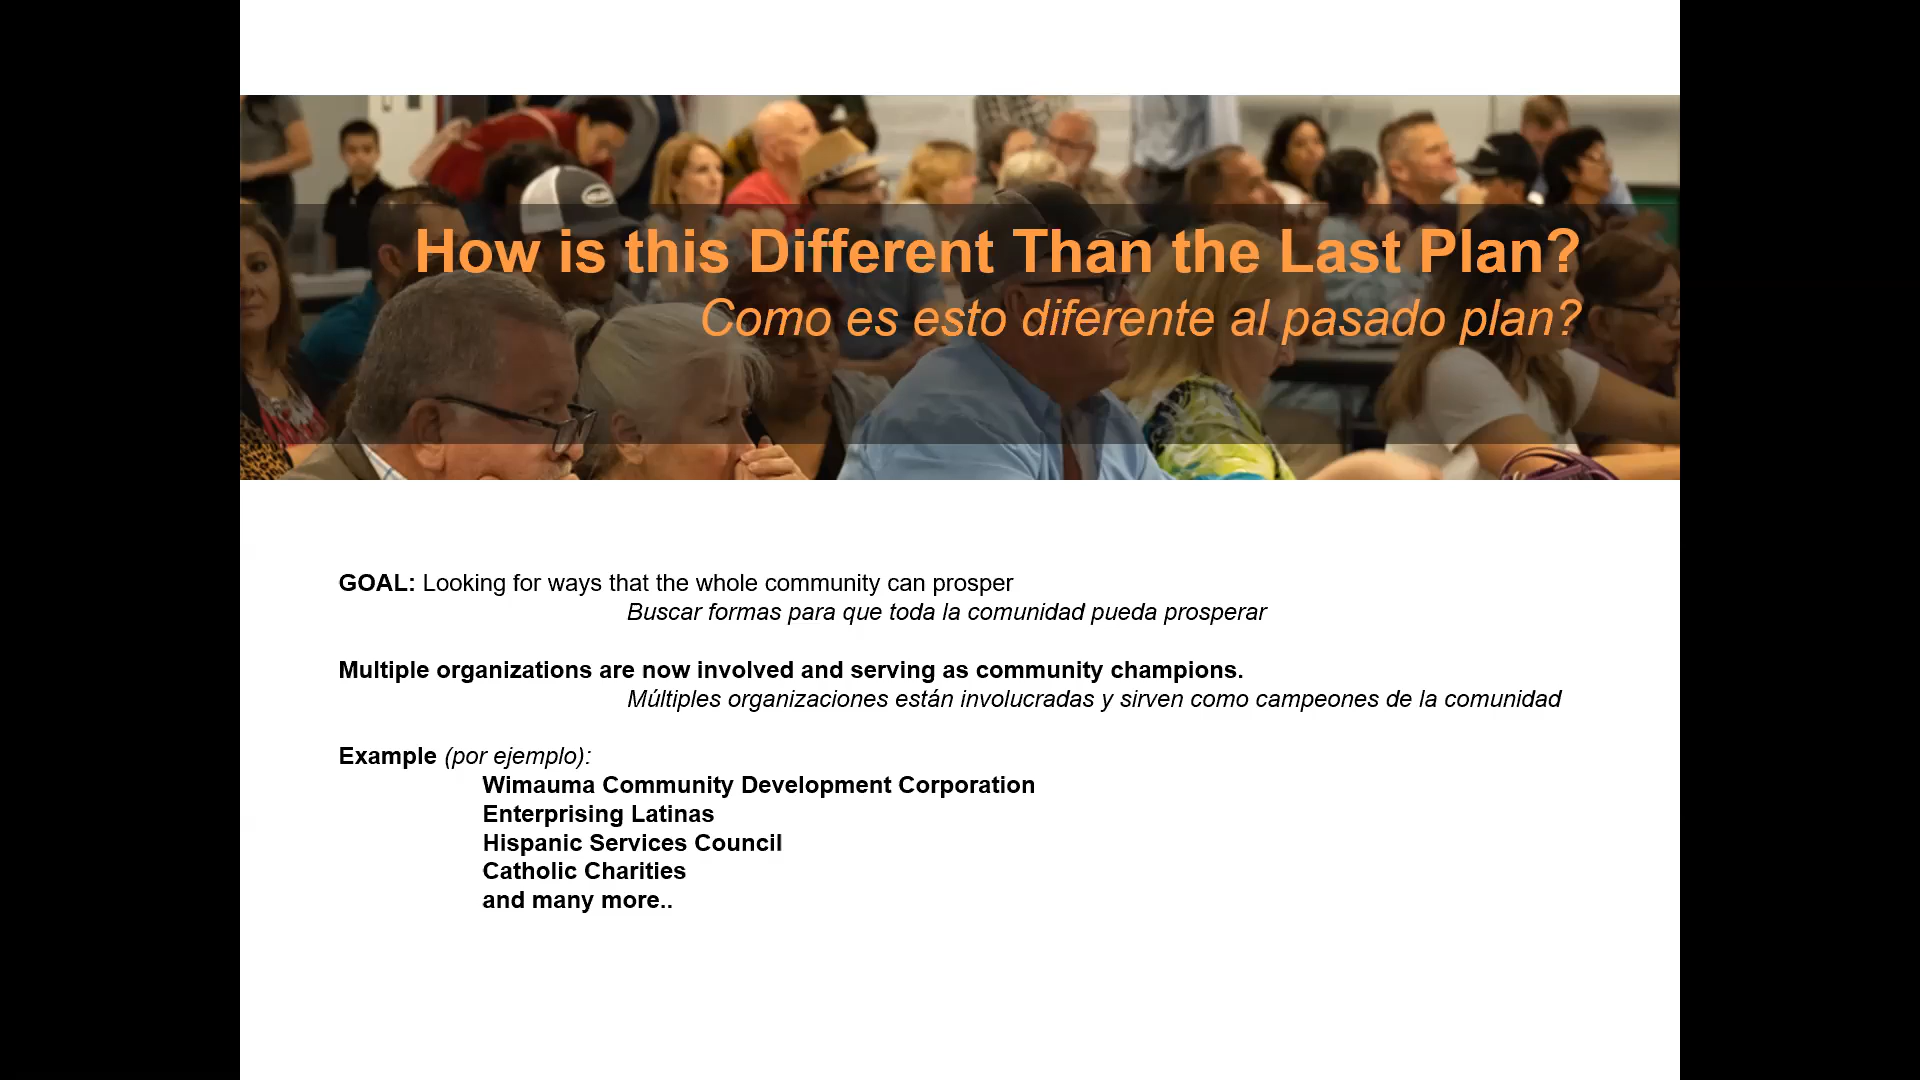 How is this Different Than the Last Plan?
Como es esto diferente al pasado plan?
GOAL: Looking for ways that the whole community can prosper
Buscar formas para que toda la comunidad pueda prosperar
Multiple organizations are now involved and serving as community champions.
Múltiples organizaciones están involucradas y sirven como campeones de la comunidad
Example (por ejemplo):
Wimauma Community Development Corporation
Enterprising Latinas
Hispanic Services Council
Catholic Charities
and many more..